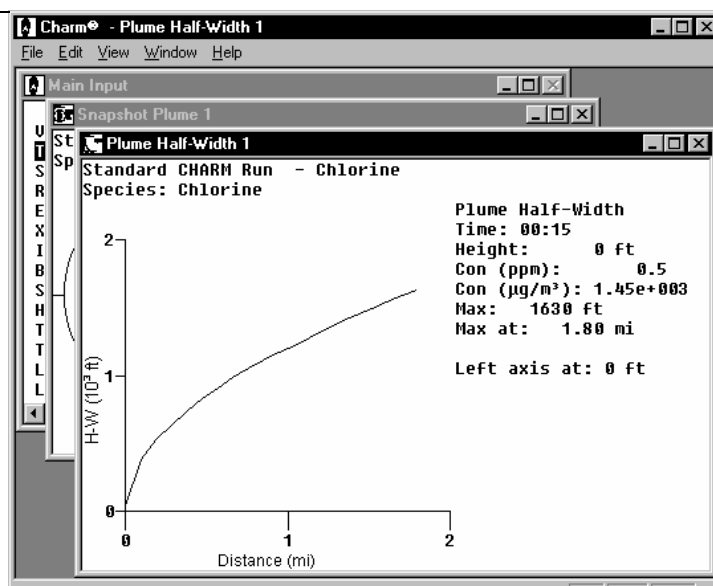 Charm® - Plume Half-Width 1
File Edit View Window Help
Main Input
Snapshot Plume 1
V
T
S
R
E
X
I
B
S
H
T
T
L
L
St
Sp
Plume Half-Width 1
Standard CHARM Run - Chlorine
Species: Chlorine
Plume Half-Width
Time: 00:15
Height: 0 ft
Con (ppm): 0.5
Con (µg/m³): 1.45e+003
Max: 1630 ft
Max at: 1.80 mi
Left axis at: 0 ft
2
1
0
H-W (10³ ft)
0 1 2
Distance (mi)